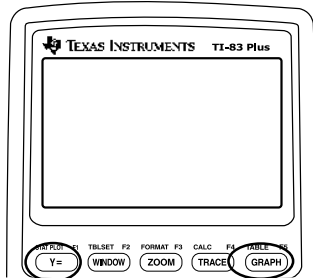 TEXAS INSTRUMENTS TI-83 Plus
STAT PLOT F1 TBLSET F2 FORMAT F3 CALC F4 TABLE F5
Y= WINDOW ZOOM TRACE GRAPH